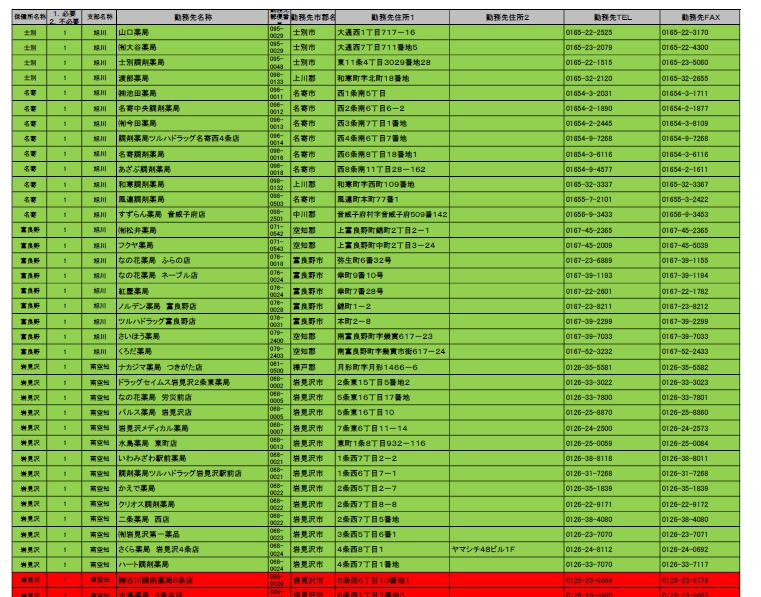 保健所名称 1. 必要 2. 不必要 支部名称 勤務先名称 勤務先郵便番 勤務先市郡名 勤務先住所1 勤務先住所2 勤務先TEL 勤務先FAX
士別 1 旭川 山口薬局 095-0029 士別市 大通西1丁目717-16 0165-22-2525 0165-22-3170
士別 1 旭川 ㈲大谷薬局 095-0029 士別市 大通西7丁目711番地5 0165-23-2079 0165-22-4300
士別 1 旭川 士別調剤薬局 095-0048 士別市 東11条4丁目3029番地28 0165-22-1515 0165-23-5060
士別 1 旭川 渡部薬局 098-0133 上川郡 和寒町字北町18番地 0165-32-2120 0165-32-2655
名寄 1 旭川 ㈱池田薬局 096-0011 名寄市 西1条南5丁目 01654-3-2031 01654-3-1711
名寄 1 旭川 名寄中央調剤薬局 096-0012 名寄市 西2条南6丁目6-2 01654-2-1890 01654-2-1877
名寄 1 旭川 ㈲今田薬局 096-0013 名寄市 西3条南7丁目1番地 01654-2-2445 01654-3-8109
名寄 1 旭川 調剤薬局ツルハドラッグ名寄西4条店 096-0014 名寄市 西4条南6丁目7番地 01654-9-7268 01654-9-7268
名寄 1 旭川 名寄調剤薬局 096-0016 名寄市 西6条南8丁目18番地1 01654-3-6116 01654-3-6116
名寄 1 旭川 あざぶ調剤薬局 096-0018 名寄市 西8条南11丁目28-162 01654-9-4577 01654-2-1611
名寄 1 旭川 和寒調剤薬局 098-0132 上川郡 和寒町字西町109番地 0165-32-3337 0165-32-3367
名寄 1 旭川 風連調剤薬局 098-0503 名寄市 風連町本町77番1 01655-7-2101 01655-3-2422
名寄 1 旭川 すずらん薬局 音威子府店 098-2501 中川郡 音威子府村字音威子府509番142 01656-9-3433 01656-9-3453
富良野 1 旭川 ㈲松井薬局 071-0542 空知郡 上富良野町錦町2丁目2-1 0167-45-2365 0167-45-2365
富良野 1 旭川 フクヤ薬局 071-0543 空知郡 上富良野町中町2丁目3-24 0167-45-2009 0167-45-5039
富良野 1 旭川 なの花薬局 ふらの店 076-0018 富良野市 弥生町6番32号 0167-23-6889 0167-39-1155
富良野 1 旭川 なの花薬局 ネーブル店 076-0024 富良野市 幸町9番10号 0167-39-1193 0167-39-1194
富良野 1 旭川 紅屋薬局 076-0024 富良野市 幸町7番28号 0167-22-2601 0167-22-1782
富良野 1 旭川 ノルデン薬局 富良野店 076-0028 富良野市 錦町1-2 0167-23-8211 0167-23-8212
富良野 1 旭川 ツルハドラッグ富良野店 076-0031 富良野市 本町2-8 0167-39-2299 0167-39-2299
富良野 1 旭川 さいほう薬局 079-2400 空知郡 南富良野町字幾寅617-23 0167-39-7033 0167-39-7033
富良野 1 旭川 くろだ薬局 079-2403 空知郡 南富良野町字幾寅市街617-24 0167-52-3232 0167-52-2433
岩見沢 1 南空知 ナカジマ薬局 つきがた店 061-0500 樺戸郡 月形町字月形1466-6 0126-35-5581 0126-35-5582
岩見沢 1 南空知 ドラッグセイムス岩見沢2条東薬局 068-0002 岩見沢市 2条東15丁目5番地2 0126-33-3022 0126-33-3023
岩見沢 1 南空知 なの花薬局 労災前店 068-0005 岩見沢市 5条東16丁目17番地 0126-33-7800 0126-33-7801
岩見沢 1 南空知 パルス薬局 岩見沢店 068-0005 岩見沢市 5条東16丁目10 0126-25-8870 0126-25-8860
岩見沢 1 南空知 岩見沢メディカル薬局 068-0007 岩見沢市 7条東6丁目11-14 0126-24-2500 0126-24-2573
岩見沢 1 南空知 水島薬局 東町店 068-0013 岩見沢市 東町1条8丁目932-116 0126-25-0059 0126-25-0084
岩見沢 1 南空知 いわみざわ駅前薬局 068-0021 岩見沢市 1条西7丁目2-2 0126-38-8118 0126-38-8011
岩見沢 1 南空知 調剤薬局ツルハドラッグ岩見沢駅前店 068-0021 岩見沢市 1条西6丁目7-1 0126-31-7268 0126-31-7268
岩見沢 1 南空知 かえで薬局 068-0022 岩見沢市 2条西5丁目2-7 0126-35-1839 0126-35-1839
岩見沢 1 南空知 クリオス調剤薬局 068-0022 岩見沢市 2条西7丁目8-8 0126-22-9171 0126-22-9172
岩見沢 1 南空知 二条薬局 西店 068-0022 岩見沢市 2条西7丁目5番地 0126-38-4080 0126-38-4080
岩見沢 1 南空知 ㈲岩見沢第一薬品 068-0023 岩見沢市 3条西5丁目6番1 0126-23-7070 0126-23-7071
岩見沢 1 南空知 さくら薬局 岩見沢4条店 068-0024 岩見沢市 4条西8丁目1 ヤマシチ48ビル1F 0126-24-8112 0126-24-0692
岩見沢 1 南空知 ハート調剤薬局 068-0024 岩見沢市 4条西7丁目1番地 0126-33-7070 0126-33-7117
岩見沢 1 南空知 ㈱古川調剤薬局6条店 岩見沢市 6条西6丁目10番地1
岩見沢 1 南空知 岩見沢市